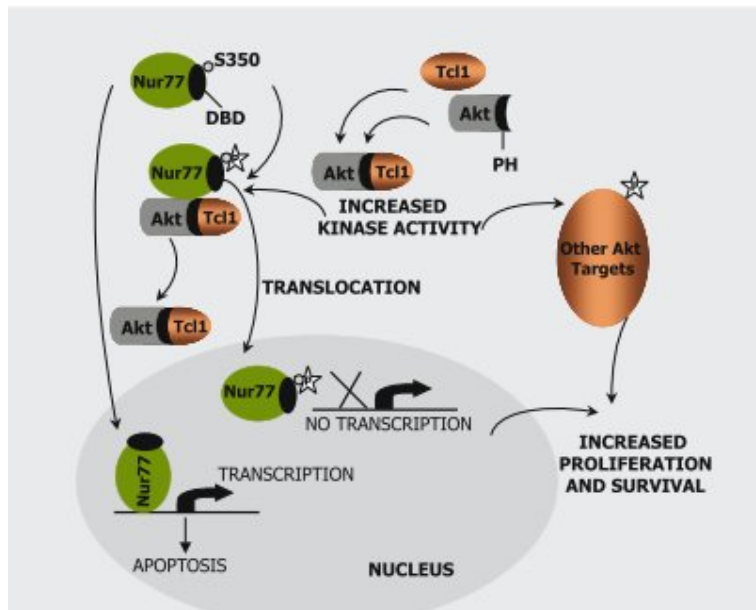 S350
Nur77
DBD
Tcl1
Akt
PH
Nur77
Akt Tcl1
Akt Tcl1
INCREASED
KINASE ACTIVITY
Other Akt
Targets
TRANSLOCATION
Akt Tcl1
Nur77
NO TRANSCRIPTION
INCREASED
PROLIFERATION
AND SURVIVAL
Nur77
TRANSCRIPTION
APOPTOSIS
NUCLEUS